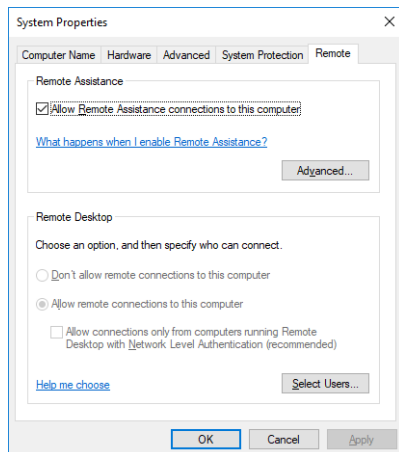 System Properties
Computer Name Hardware Advanced System Protection Remote
Remote Assistance
Allow Remote Assistance connections to this computer
What happens when I enable Remote Assistance?
Advanced...
Remote Desktop
Choose an option, and then specify who can connect.
Don't allow remote connections to this computer
Allow remote connections to this computer
Allow connections only from computers running Remote
Desktop with Network Level Authentication (recommended)
Help me choose
Select Users...
OK Cancel Apply